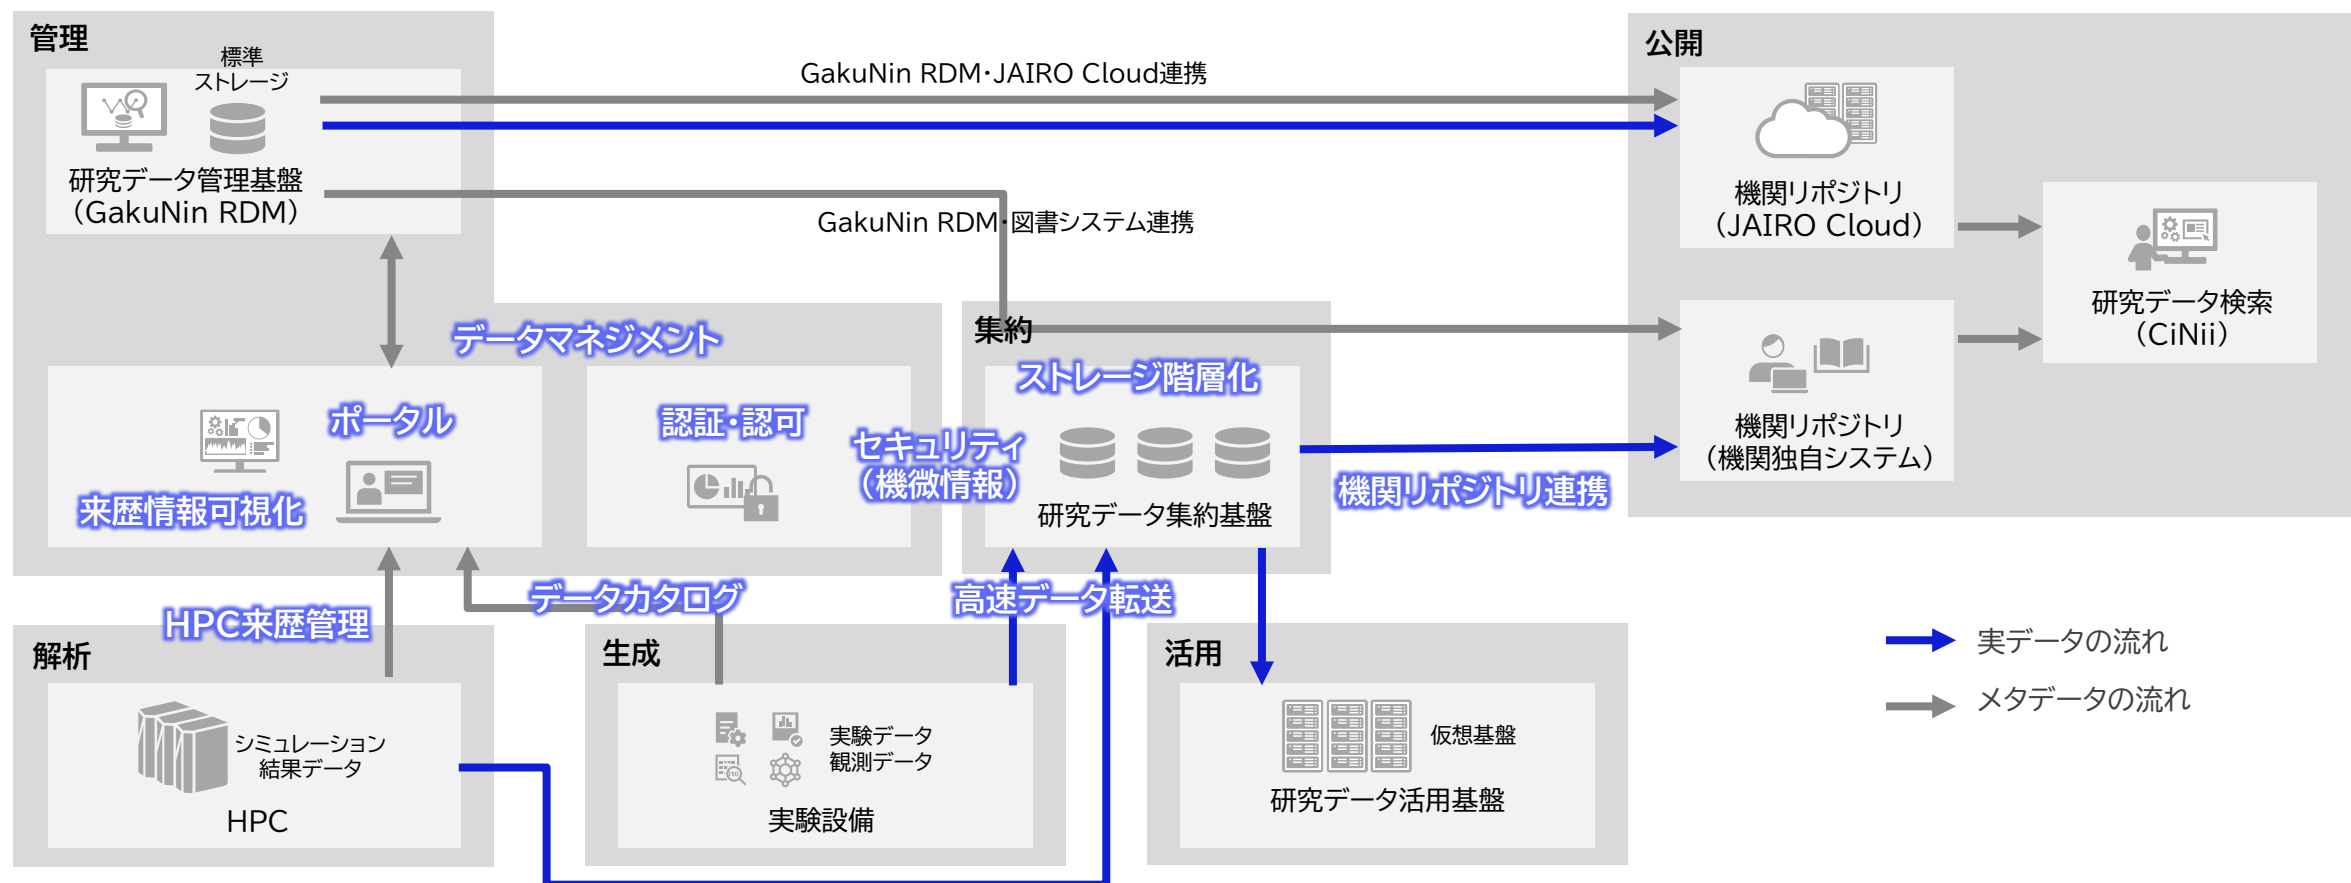 管理
標準
ストレージ
研究データ管理基盤
（GakuNin RDM）
GakuNin RDM・JAIRO Cloud連携
GakuNin RDM・図書システム連携
公開
機関リポジトリ
（JAIRO Cloud）
研究データ検索
（CiNii）
機関リポジトリ
（機関独自システム）
データマネジメント
ポータル
来歴情報可視化
認証・認可
セキュリティ
（機微情報）
集約
ストレージ階層化
研究データ集約基盤
機関リポジトリ連携
HPC来歴管理
データカタログ
高速データ転送
解析
シミュレーション
結果データ
HPC
生成
実験データ
観測データ
実験設備
活用
仮想基盤
研究データ活用基盤
実データの流れ
メタデータの流れ